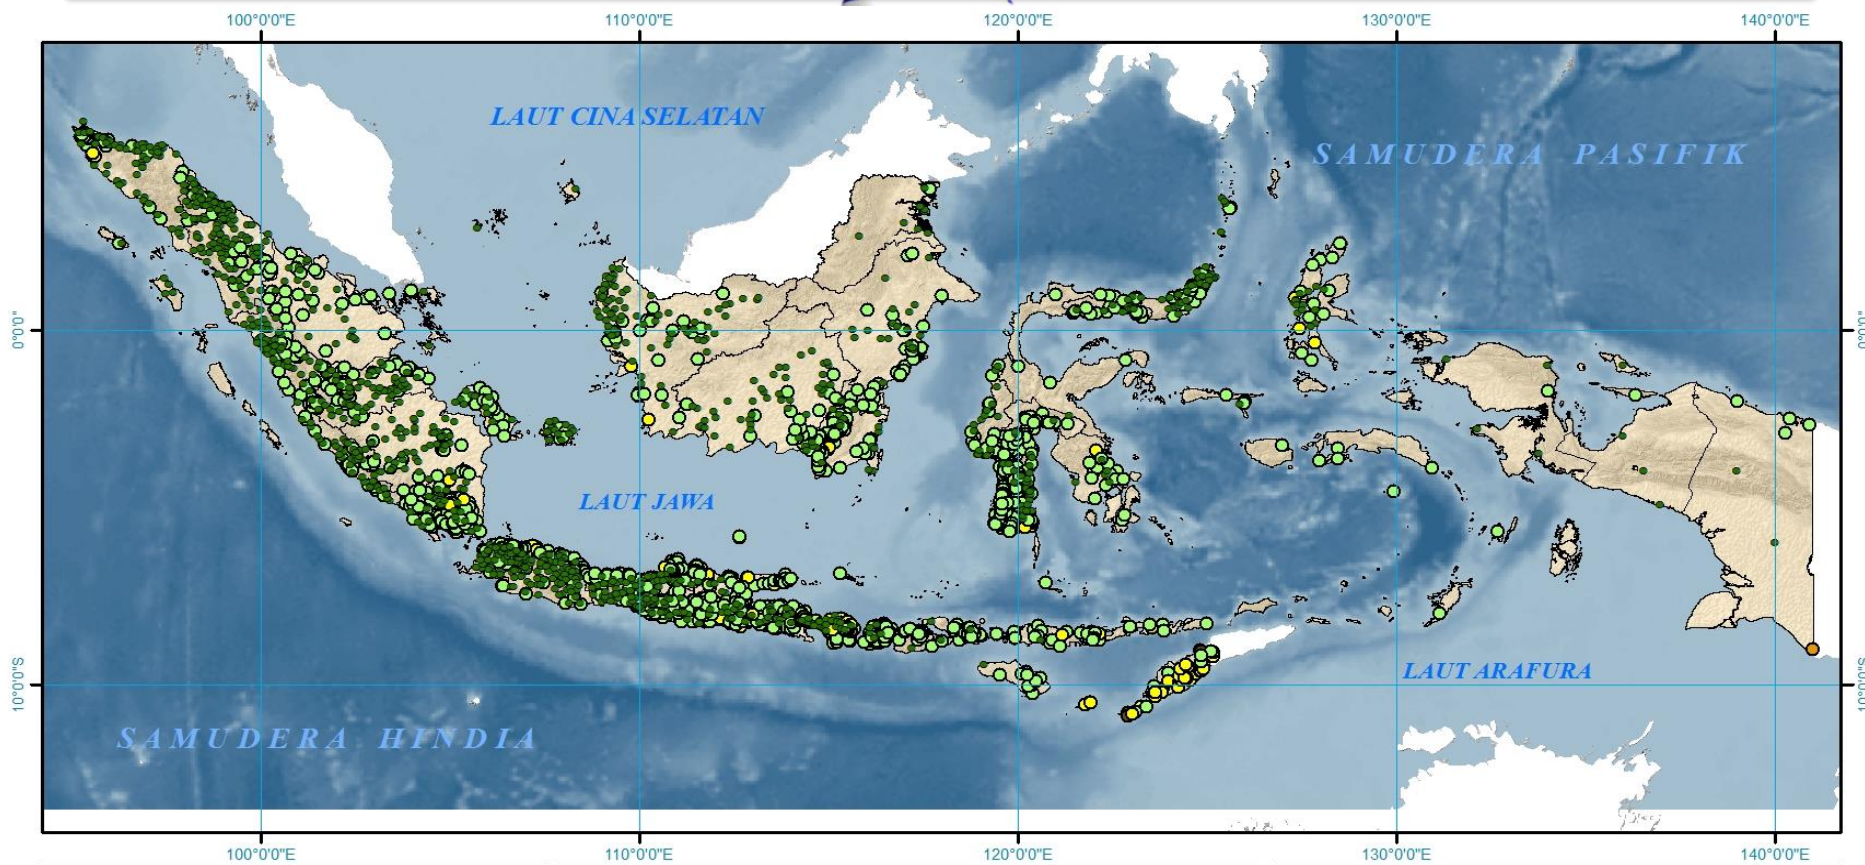 100°0'0"E 110°0'0"E 120°0'0"E 130°0'0"E 140°0'0"E
LAUT CINA SELATAN
SAMUDERA PASIFIK
0°0'0" 0°0'0"
LAUT JAWA
LAUT ARAFURA
10°0'0"S 10°0'0"S
SAMUDERA HINDIA
100°0'0"E 110°0'0"E 120°0'0"E 130°0'0"E 140°0'0"E